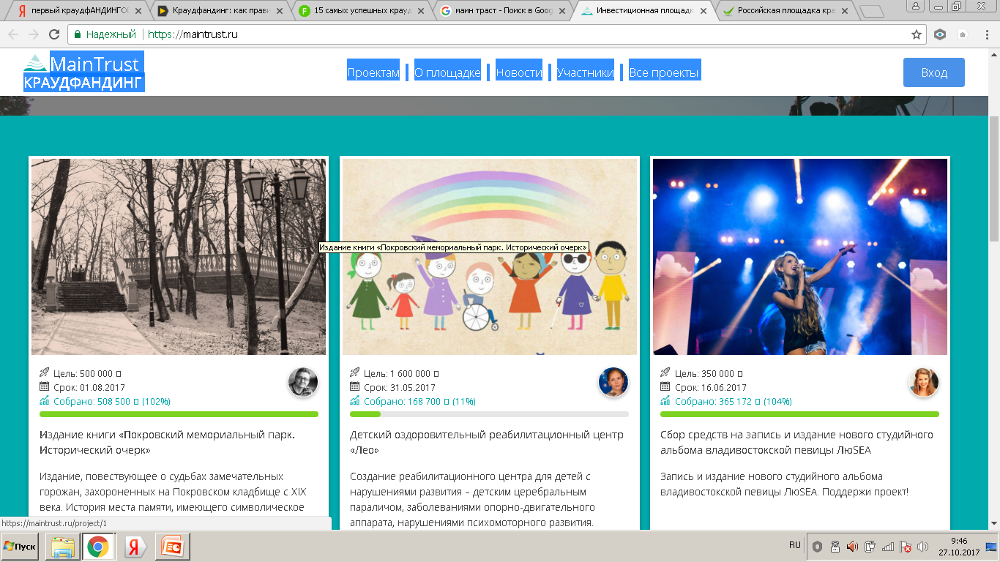 первый краудфАНДИНГОВ
Краудфандинг: как прави
15 самых успешных крауд
маин траст - Поиск в Goog
Инвестиционная площадк
Российская площадка кра
Надежный
https://maintrust.ru
MainTrust
КРАУДФАНДИНГ
Проектам
О площадке
Новости
Участники
Все проекты
Вход
Издание книги «Покровский мемориальный парк. Исторический очерк»
Цель: 500 000
Срок: 01.08.2017
Собрано: 508 500 (102%)
Издание книги «Покровский мемориальный парк.
Исторический очерк»
Издание, повествующее о судьбах замечательных
горожан, захороненных на Покровском кладбище с XIX
века. История места памяти, имеющего символическое
Цель: 1 600 000
Срок: 31.05.2017
Собрано: 168 700 (11%)
Детский оздоровительный реабилитационный центр
«Лео»
Создание реабилитационного центра для детей с
нарушениями развития – детским церебральным
параличом, заболеваниями опорно-двигательного
аппарата, нарушениями психомоторного развития.
Цель: 350 000
Срок: 16.06.2017
Собрано: 365 172 (104%)
Сбор средств на запись и издание нового студийного
альбома владивостокской певицы ЛюSEA
Запись и издание нового студийного альбома
владивостокской певицы ЛюSEA. Поддержи проект!
https://maintrust.ru/project/1
Пуск
RU
9:46
27.10.2017